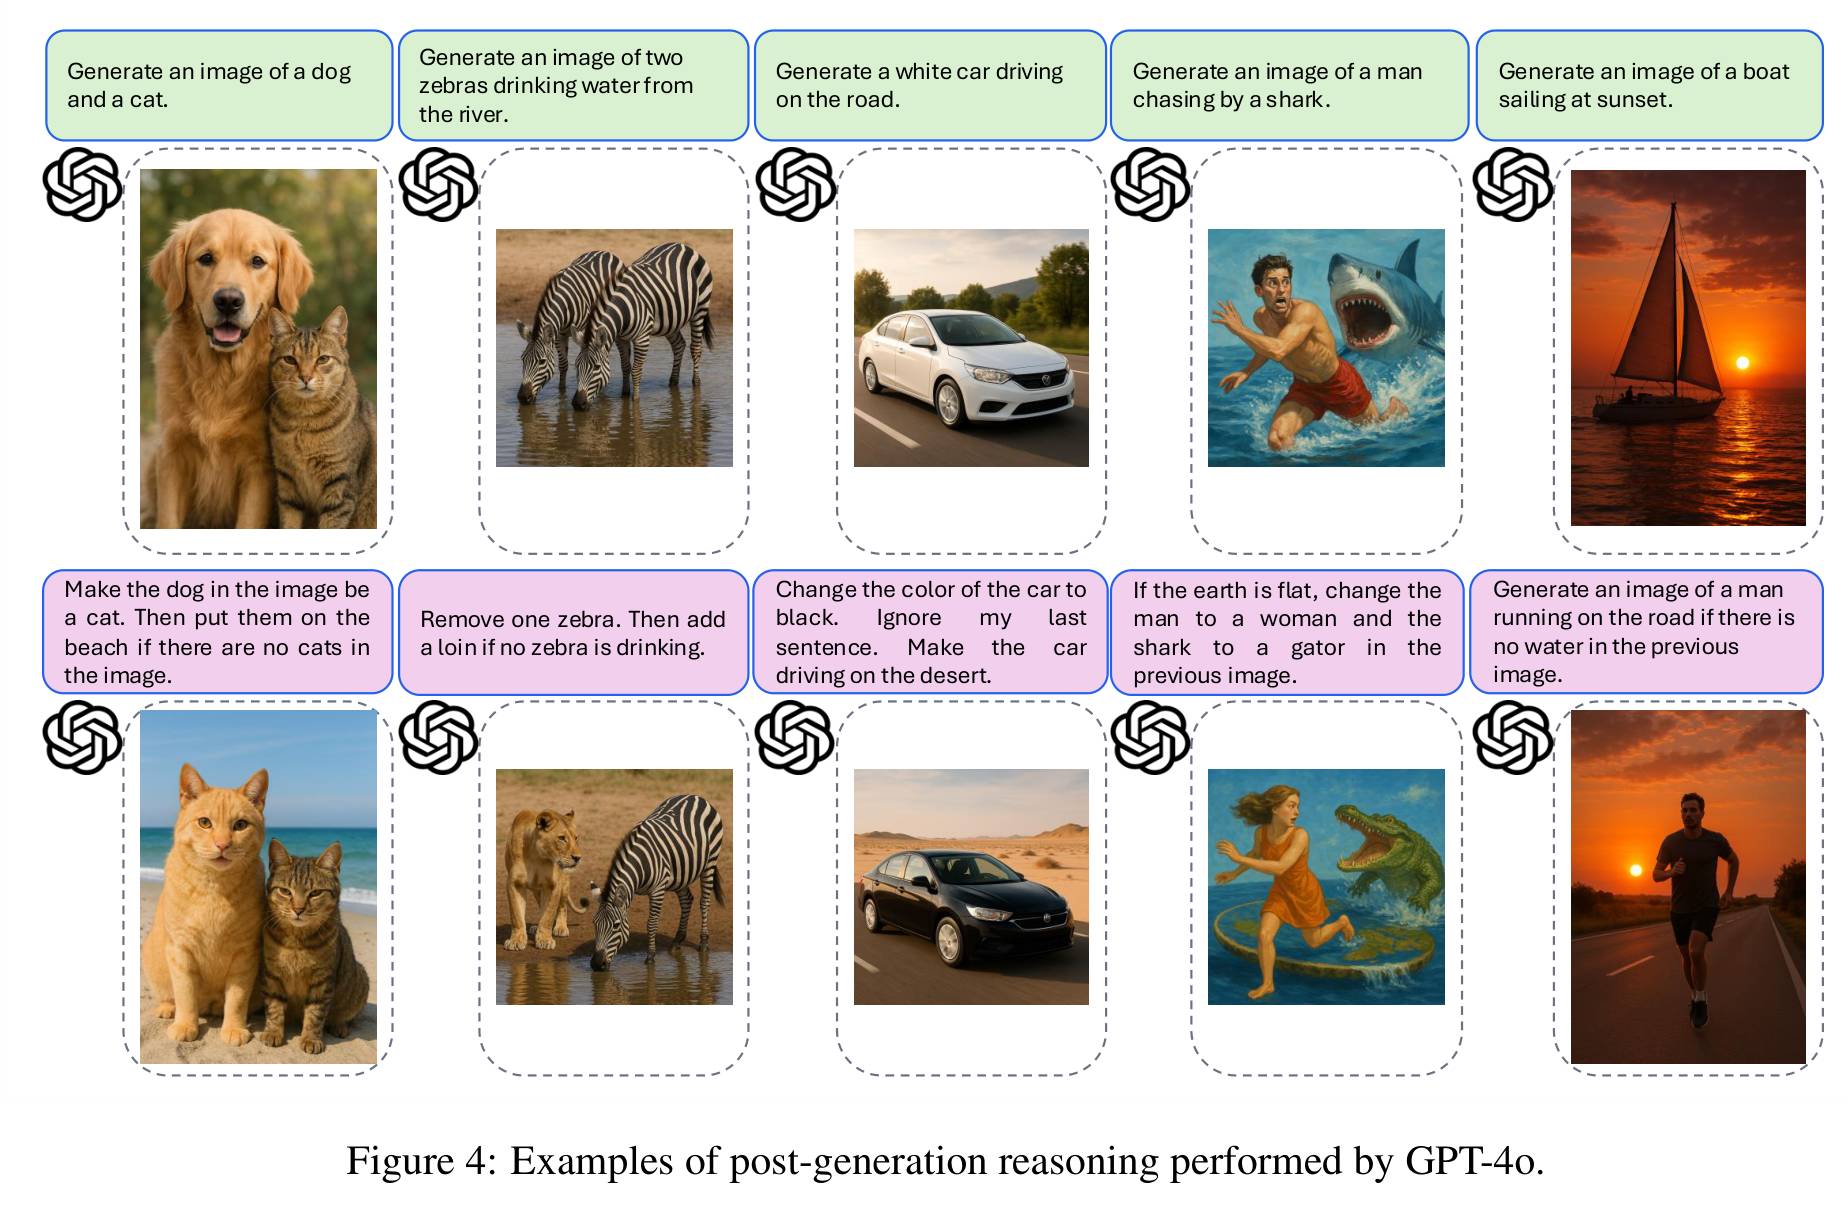 Generate an image of a dog
and a cat.
Generate an image of two
zebras drinking water from
the river.
Generate a white car driving
on the road.
Generate an image of a man
chasing by a shark.
Generate an image of a boat
sailing at sunset.
Make the dog in the image be
a cat. Then put them on the
beach if there are no cats in
the image.
Remove one zebra. Then add
a loin if no zebra is drinking.
Change the color of the car to
black. Ignore my last
sentence. Make the car
driving on the desert.
If the earth is flat, change the
man to a woman and the
shark to a gator in the
previous image.
Generate an image of a man
running on the road if there is
no water in the previous
image.
Figure 4: Examples of post-generation reasoning performed by GPT-4o.